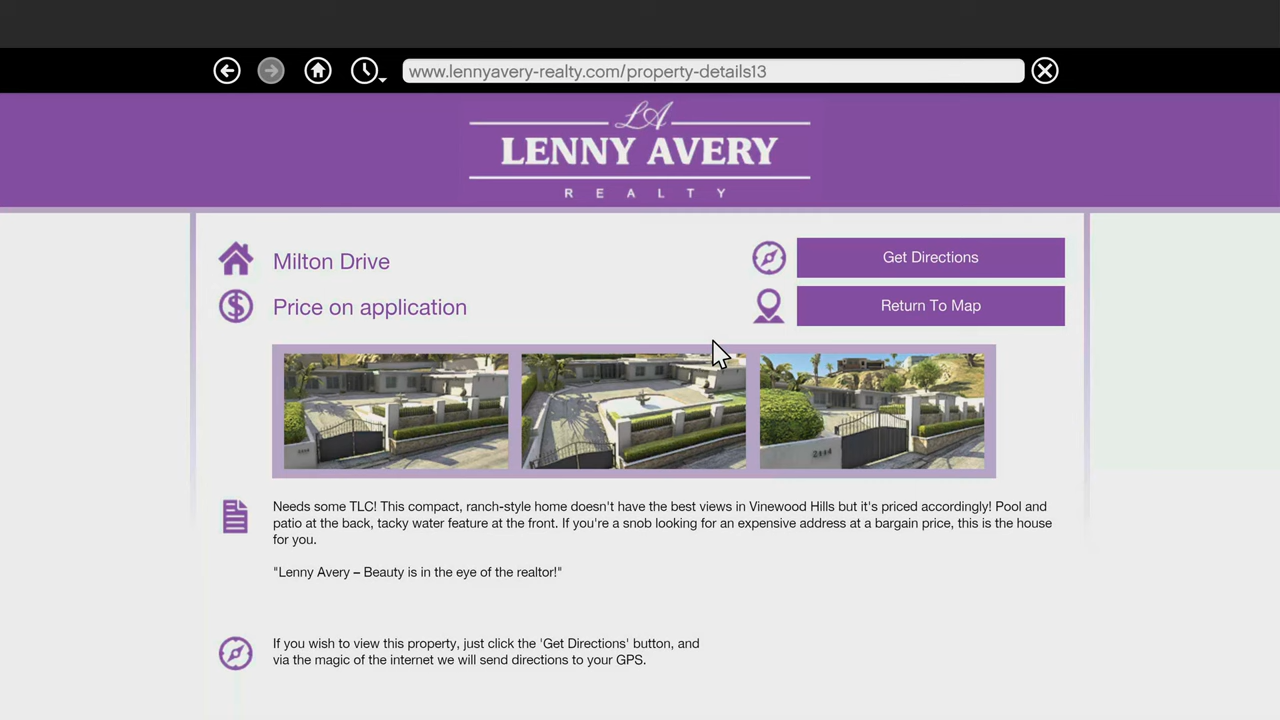 www.lennyavery-realty.com/property-details13
LA
LENNY AVERY
REALTY
Milton Drive
Get Directions
Price on application
Return To Map
Needs some TLC! This compact, ranch-style home doesn't have the best views in Vinewood Hills but it's priced accordingly! Pool and
patio at the back, tacky water feature at the front. If you're a snob looking for an expensive address at a bargain price, this is the house
for you.
"Lenny Avery – Beauty is in the eye of the realtor!"
If you wish to view this property, just click the 'Get Directions' button, and
via the magic of the internet we will send directions to your GPS.